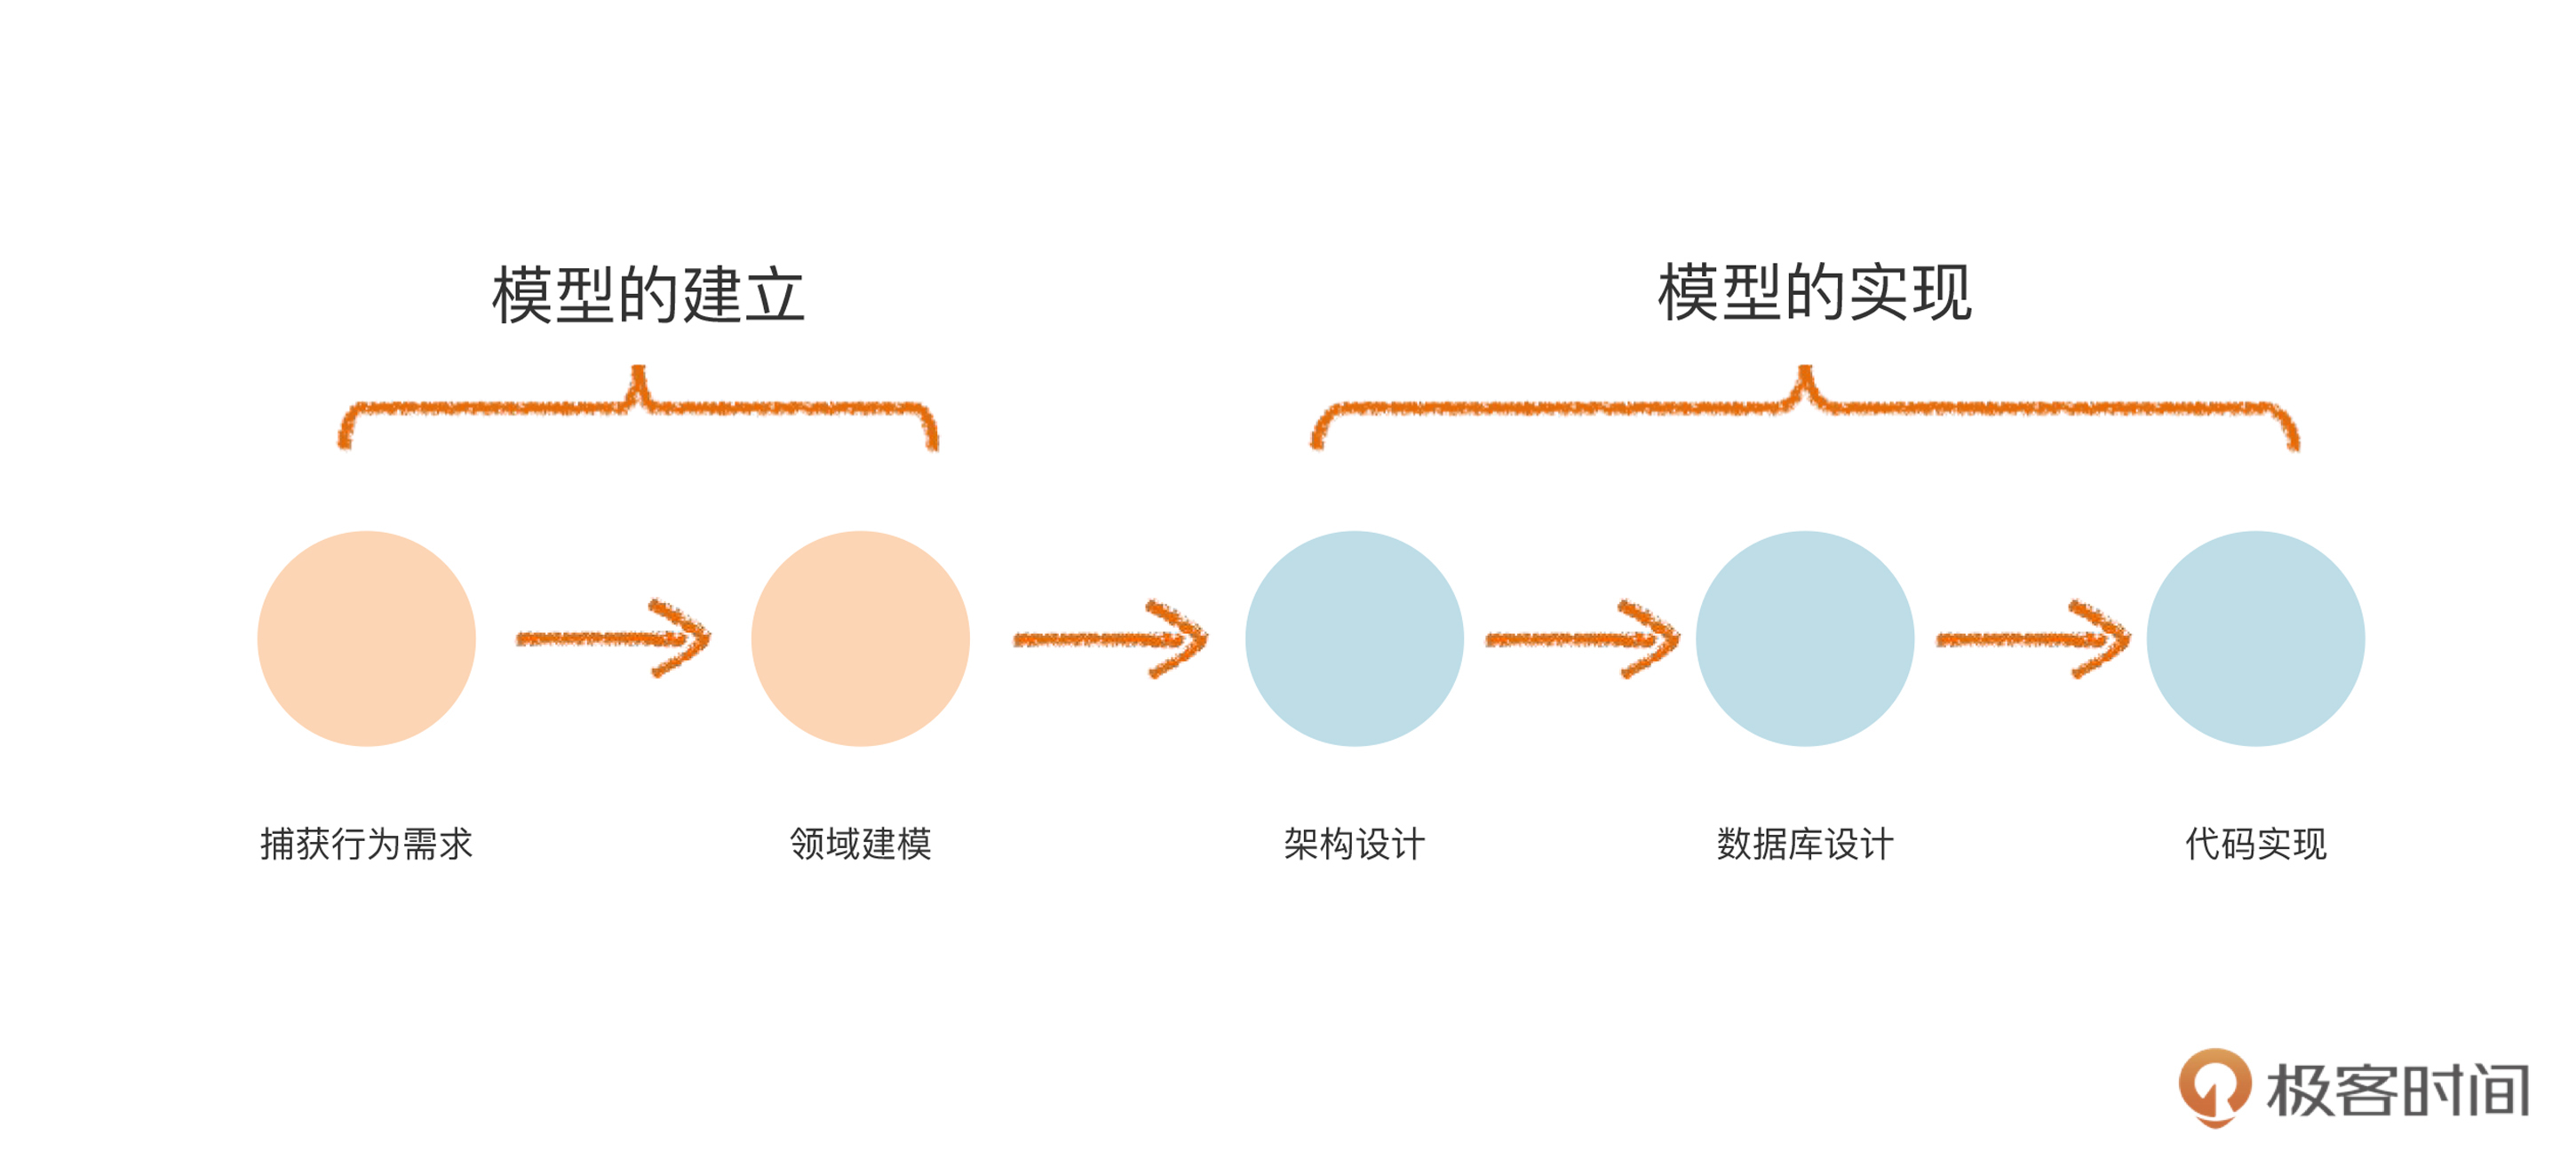 模型的建立
模型的实现
捕获行为需求
领域建模
架构设计
数据库设计
代码实现
极客时间